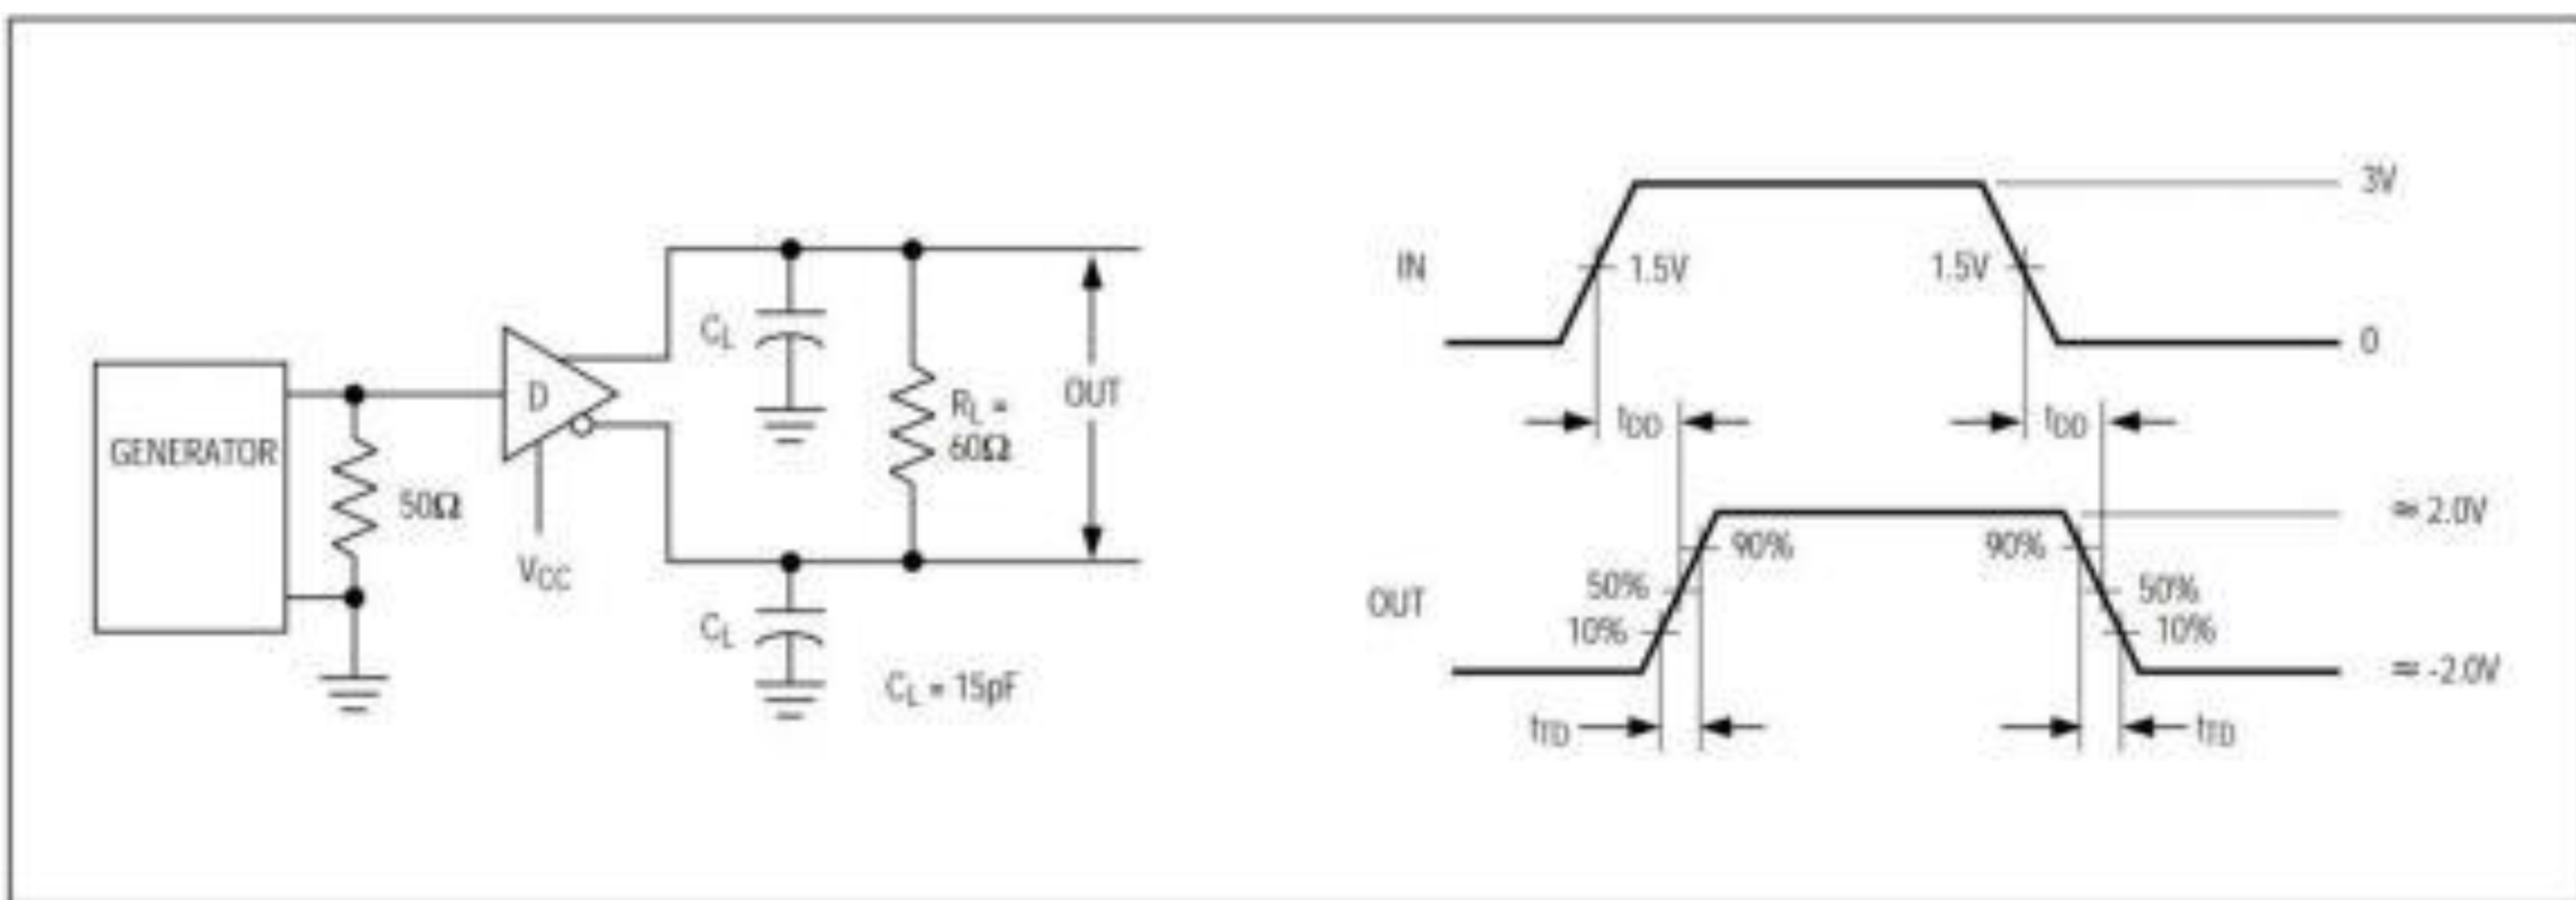 GENERATOR
50Ω
D
VCC
CL
CL
CL = 15pF
RL =
60Ω
OUT
IN
1.5V
1.5V
3V
0
tDD
tDD
OUT
90%
50%
10%
90%
50%
10%
≈ 2.0V
≈ -2.0V
tTD
tTD